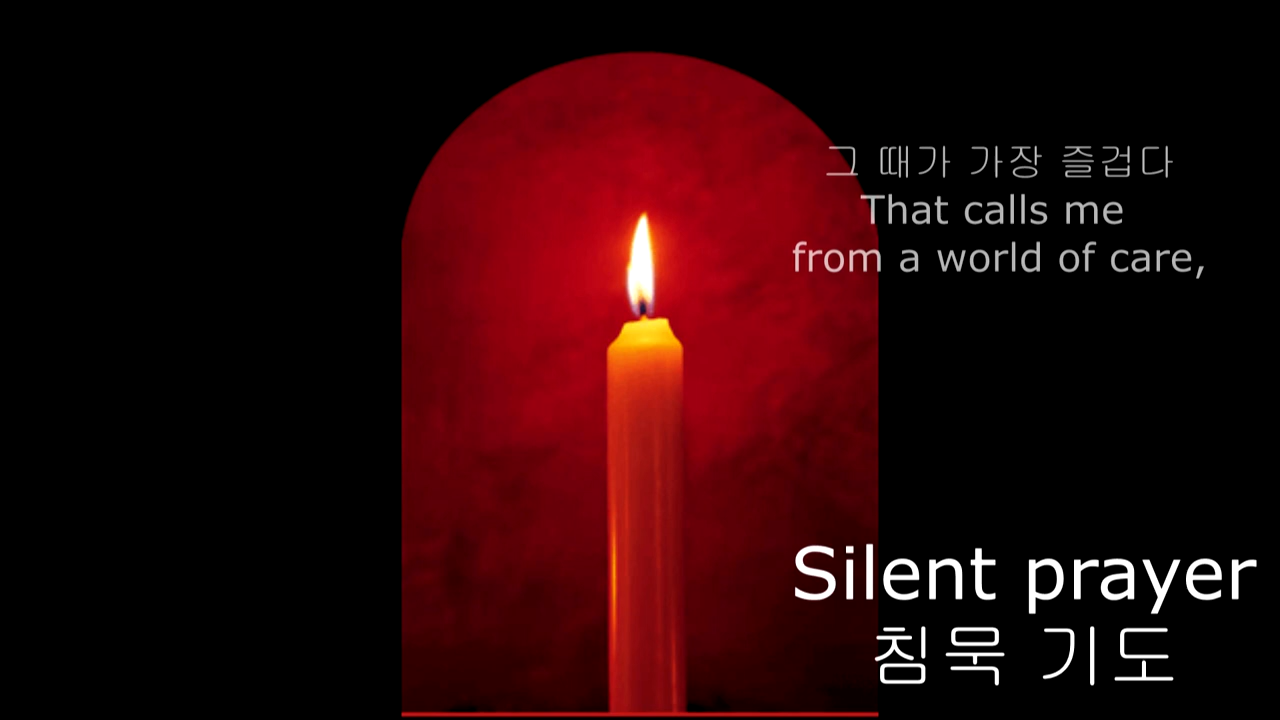 그 때가 가장 즐겁다
That calls me
from a world of care,
Silent prayer
침묵 기도